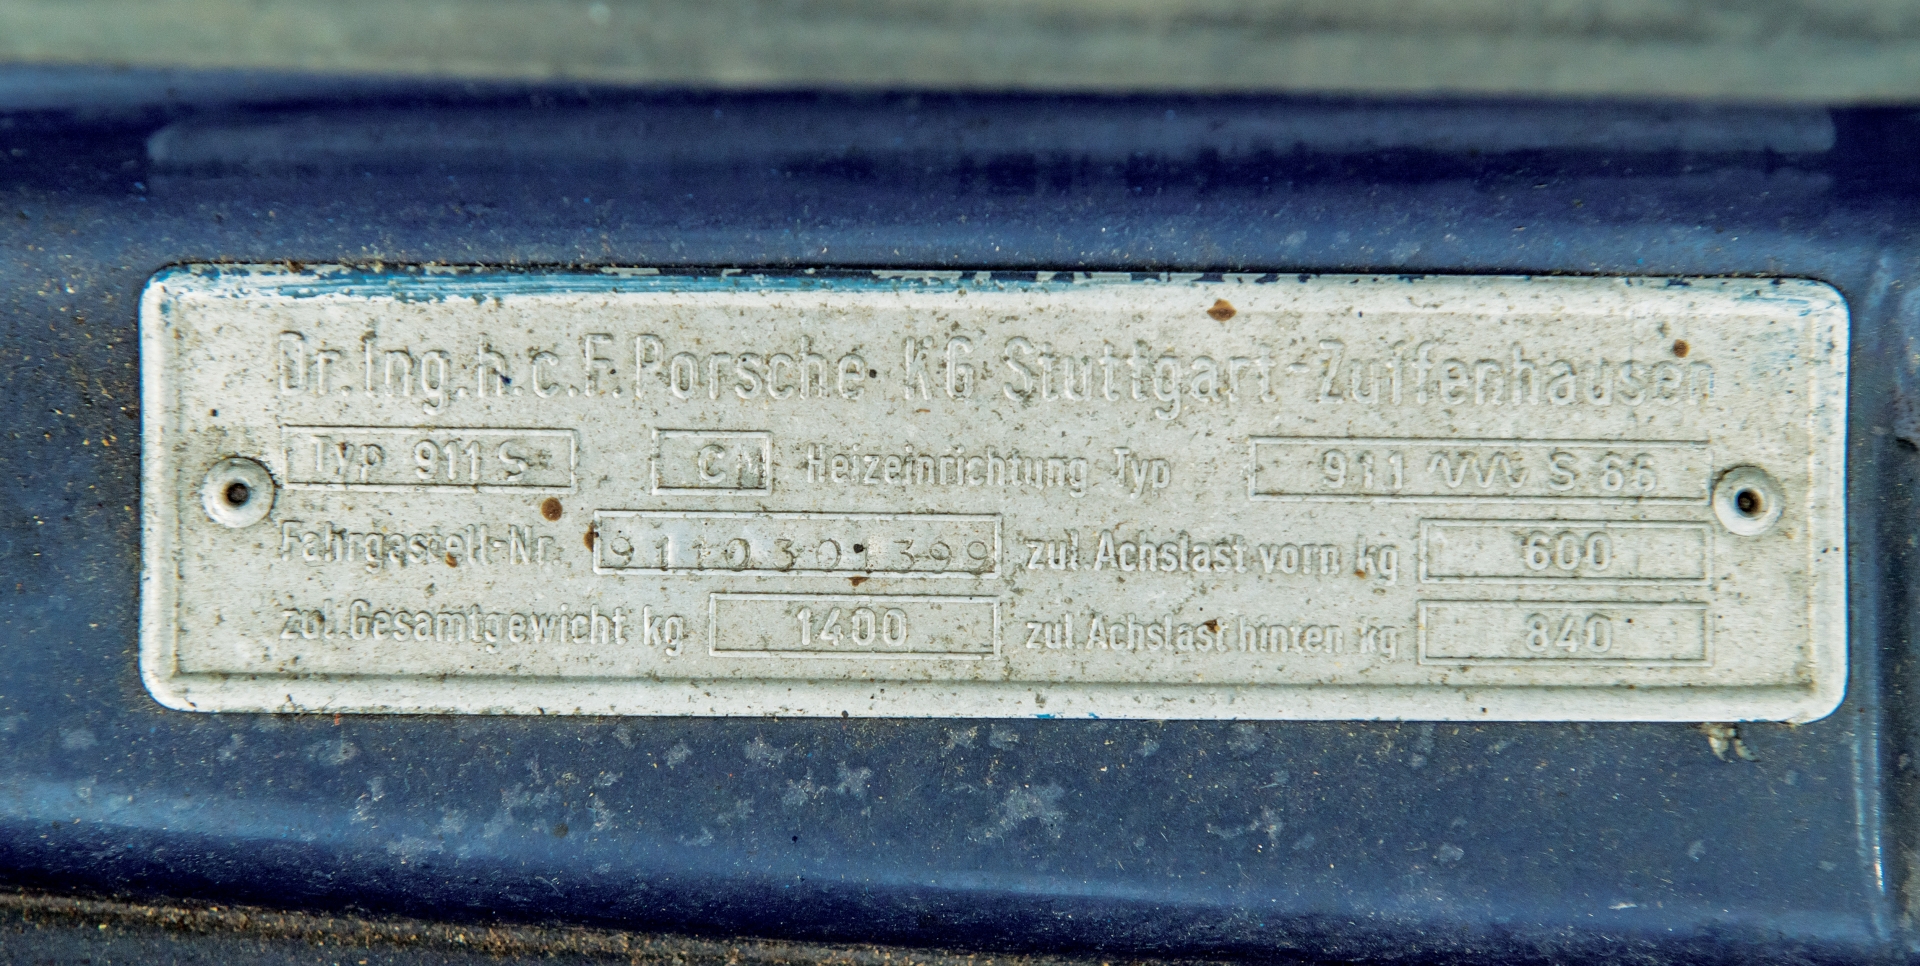 Dr. Ing. h.c. F. Porsche KG Stuttgart-Zuffenhausen
Typ 911 S CM Heizeinrichtung Typ 911 S 66
Fahrgestell-Nr. 9110301399 zul. Achslast vorn kg 600
zul. Gesamtgewicht kg 1400 zul. Achslast hinten kg 840